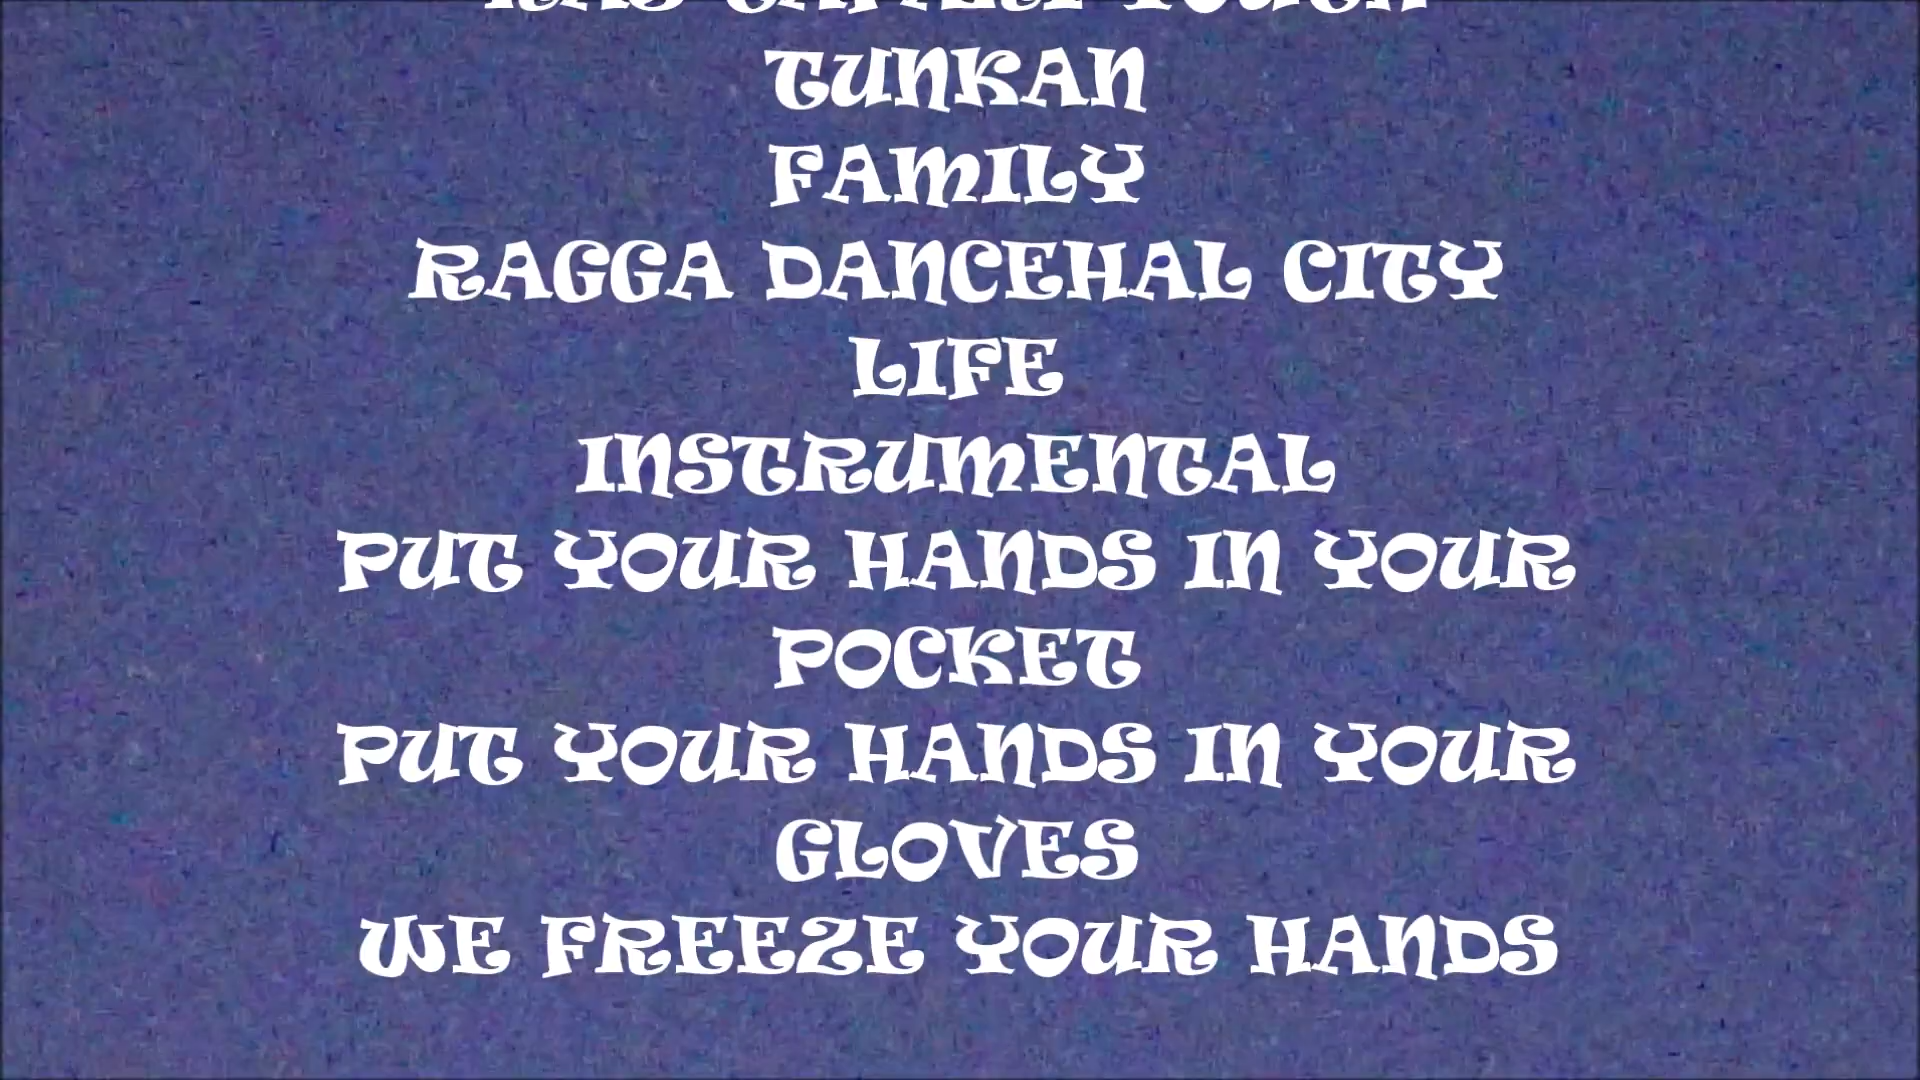 TUNKAN
FAMILY
RAGGA DANCEHAL CITY
LIFE
INSTRUMENTAL
PUT YOUR HANDS IN YOUR
POCKET
PUT YOUR HANDS IN YOUR
GLOVES
WE FREEZE YOUR HANDS